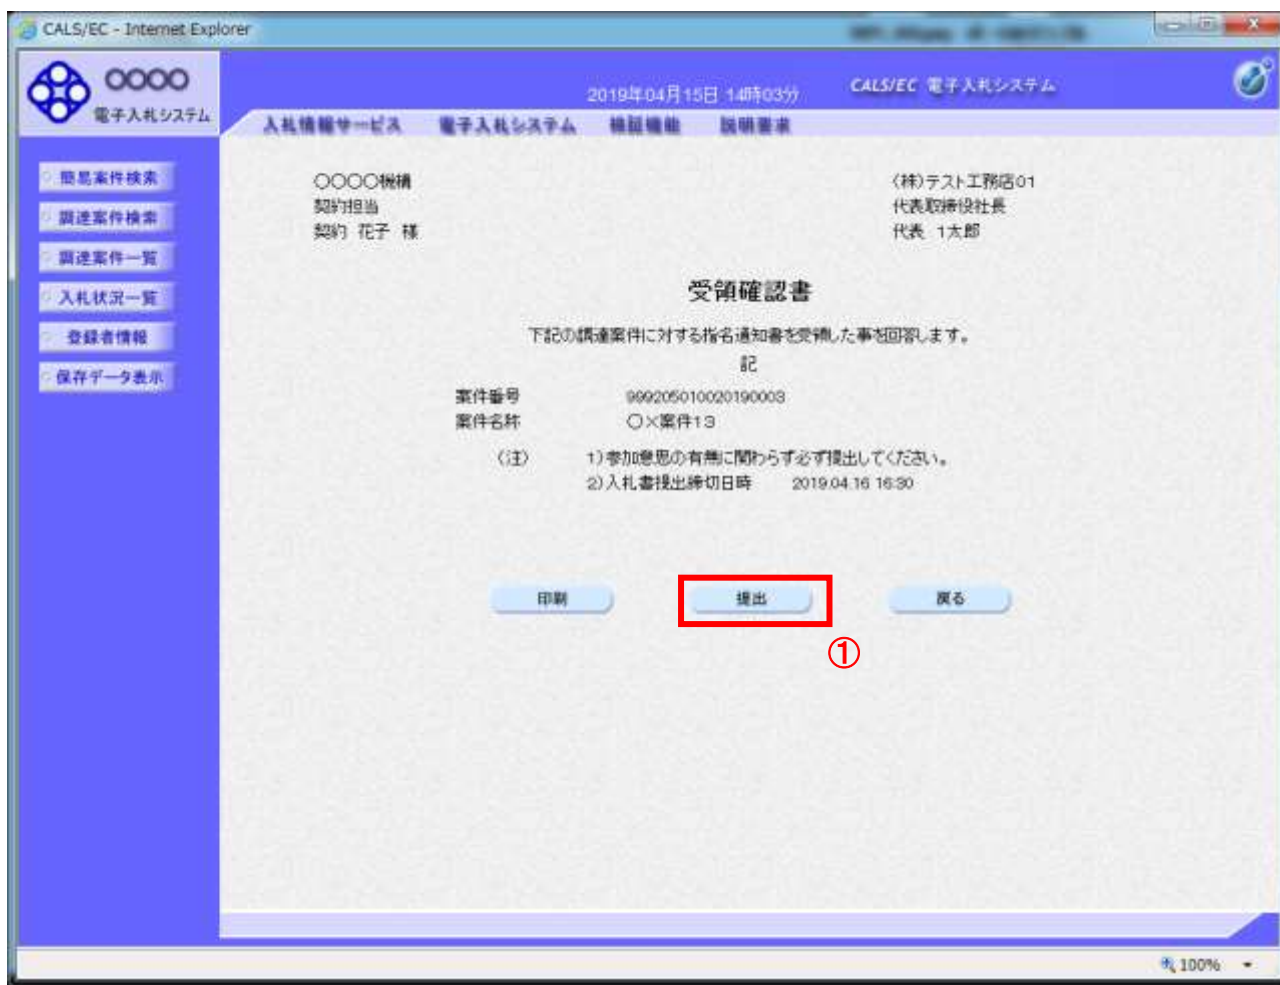 CALS/EC - Internet Explorer
○○○○
電子入札システム
2019年04月15日 14時03分
CALS/EC 電子入札システム
入札情報サービス 電子入札システム 検証機能 説明要求
簡易案件検索
調達案件検索
調達案件一覧
入札状況一覧
登録者情報
保存データ表示
○○○○機構
契約担当
契約 花子 様
(株)テスト工務店01
代表取締役社長
代表 1太郎
受領確認書
下記の調達案件に対する指名通知書を受領した事を回答します。
記
案件番号 999205010020190003
案件名称 ○×案件13
(注) 1)参加意思の有無に関わらず必ず提出してください。
2)入札書提出締切日時 2019.04.16 16:30
印刷 提出 戻る
①
100%